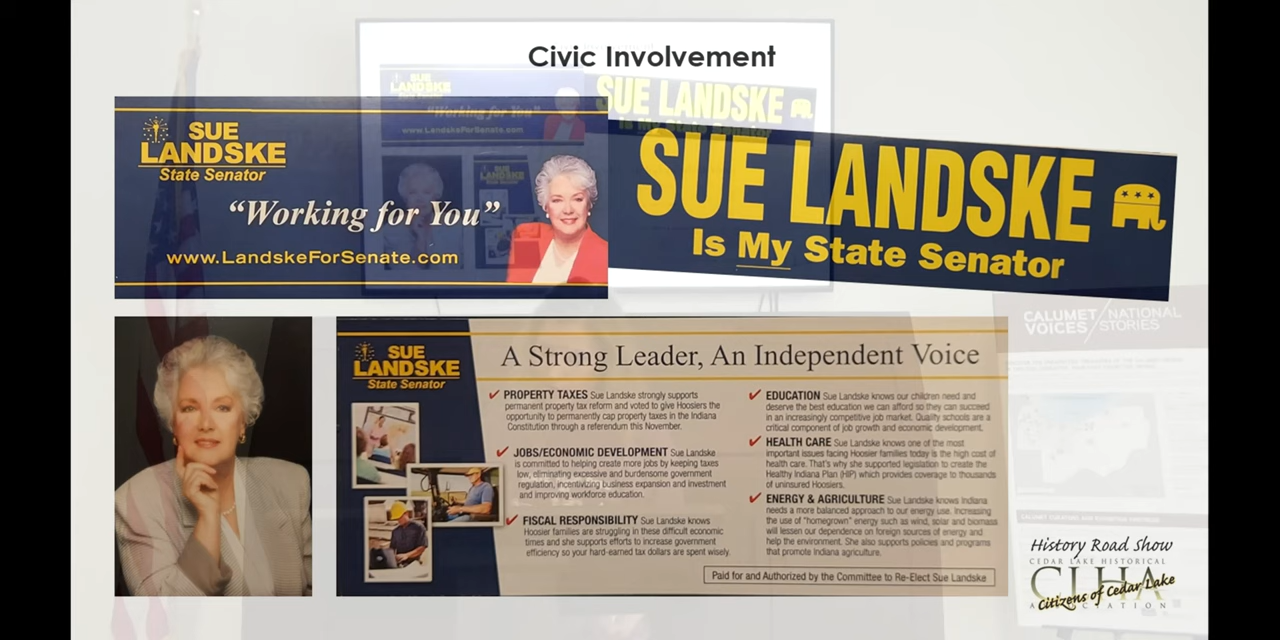 Civic Involvement
SUE
LANDSKE
State Senator
“Working for You”
www.LandskeForSenate.com
SUE LANDSKE
Is My State Senator
SUE LANDSKE
Is My State Senator
SUE
LANDSKE
"Working for You"
www.LandskeForSenate.com
CALUMET NATIONAL
VOICES STORIES
SUE
LANDSKE
State Senator
A Strong Leader, An Independent Voice
PROPERTY TAXES Sue Landske strongly supports
permanent property tax reform and voted to give Hoosiers the
opportunity to permanently cap property taxes in the Indiana
Constitution through a referendum this November.
JOBS/ECONOMIC DEVELOPMENT Sue Landske
is committed to helping create more jobs by keeping taxes
low, eliminating excessive and burdensome government
regulation, incentivizing business expansion and investment
and improving workforce education.
FISCAL RESPONSIBILITY Sue Landske knows
Hoosier families are struggling in these difficult economic
times and she supports efforts to increase government
efficiency so your hard-earned tax dollars are spent wisely.
EDUCATION Sue Landske knows our children need and
deserve the best education we can afford so they can succeed
in an increasingly competitive job market. Quality schools are a
critical component of job growth and economic development.
HEALTH CARE Sue Landske knows one of the most
important issues facing Hoosier families today is the high cost of
health care. That's why she supported legislation to create the
Healthy Indiana Plan (HIP) which provides coverage to thousands
of uninsured Hoosiers.
ENERGY & AGRICULTURE Sue Landske knows Indiana
needs a more balanced approach to our energy use. Increasing
the use of "homegrown" energy such as wind, solar and biomass
will lessen our dependence on foreign sources of energy and
help the environment. She also supports policies and programs
that promote Indiana agriculture.
Paid for and Authorized by the Committee to Re-Elect Sue Landske
History Road Show
CEDAR LAKE HISTORICAL
CLHA
Citizens of Cedar Lake
ASSOCIATION